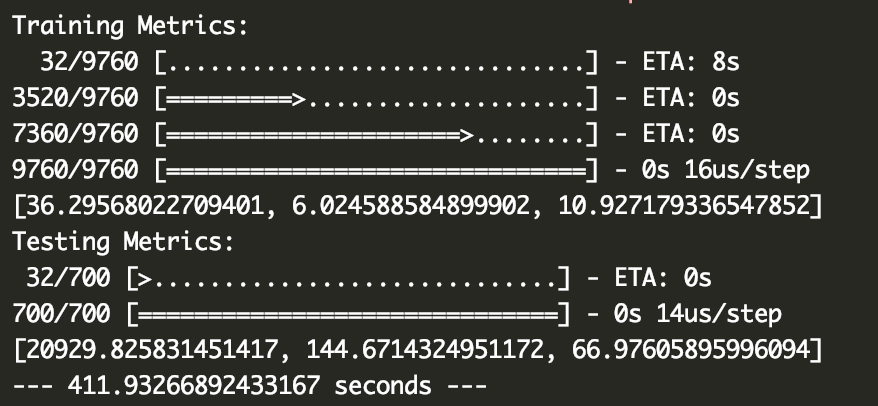 Training Metrics:
32/9760 [..............................] - ETA: 8s
3520/9760 [=========>....................] - ETA: 0s
7360/9760 [=====================>........] - ETA: 0s
9760/9760 [==============================] - 0s 16us/step
[36.29568022709401, 6.024588584899902, 10.927179336547852]
Testing Metrics:
32/700 [>.............................] - ETA: 0s
700/700 [==============================] - 0s 14us/step
[20929.825831451417, 144.6714324951172, 66.97605895996094]
--- 411.93266892433167 seconds ---